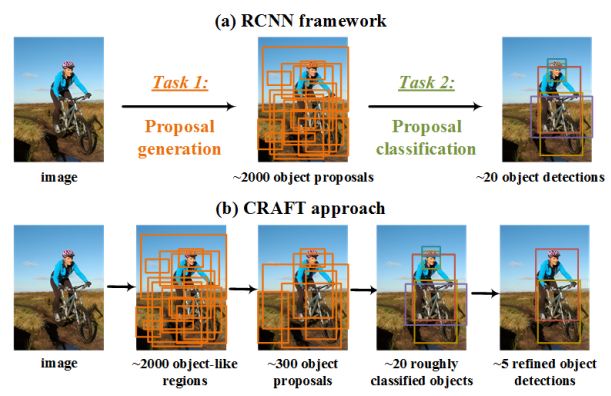 (a) RCNN framework
Task 1:
Proposal
generation
Task 2:
Proposal
classification
image
~2000 object proposals
~20 object detections
(b) CRAFT approach
image
~2000 object-like
regions
~300 object
proposals
~20 roughly
classified objects
~5 refined object
detections